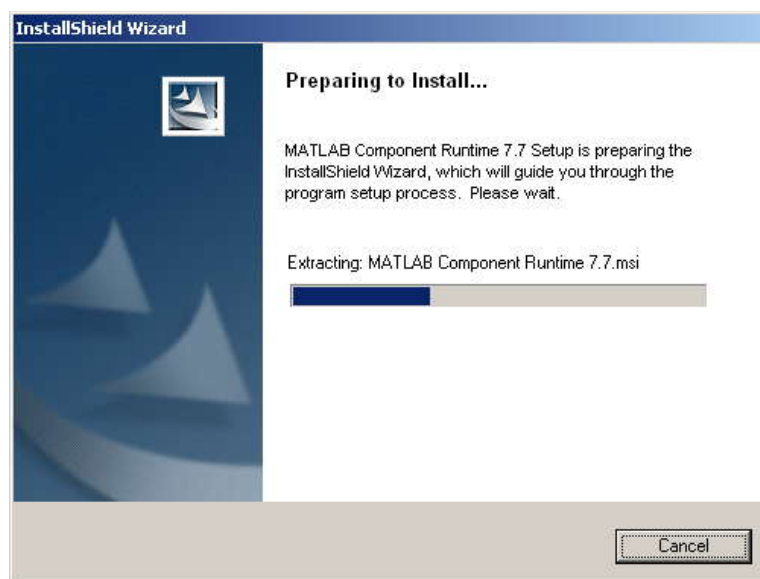 InstallShield Wizard
Preparing to Install...
MATLAB Component Runtime 7.7 Setup is preparing the
InstallShield Wizard, which will guide you through the
program setup process. Please wait.
Extracting: MATLAB Component Runtime 7.7.msi
Cancel